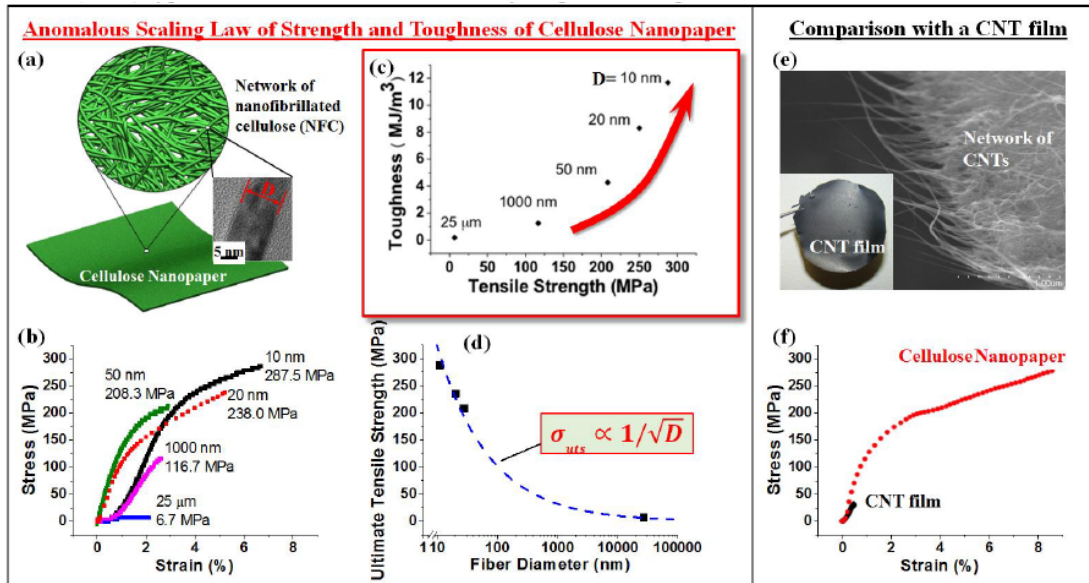 Anomalous Scaling Law of Strength and Toughness of Cellulose Nanopaper
Comparison with a CNT film
(a)
Network of
nanofibrillated
cellulose (NFC)
D
5 nm
Cellulose Nanopaper
(c)
Toughness ( MJ/m³)
12
10
8
6
4
2
0
D= 10 nm
20 nm
50 nm
1000 nm
25 μm
0 50 100 150 200 250 300
Tensile Strength (MPa)
(e)
Network of
CNTs
CNT film
1.00um
(b)
Stress (MPa)
300
250
200
150
100
50
0
10 nm
287.5 MPa
50 nm
208.3 MPa
20 nm
238.0 MPa
1000 nm
116.7 MPa
25 μm
6.7 MPa
0 2 4 6 8
Strain (%)
(d)
Ultimate Tensile Strength (MPa)
300
250
200
150
100
50
0
σuts ∝ 1/√D
1 10 100 1000 10000 100000
Fiber Diameter (nm)
(f)
Stress (MPa)
300
250
200
150
100
50
0
Cellulose Nanopaper
CNT film
0 2 4 6 8
Strain (%)